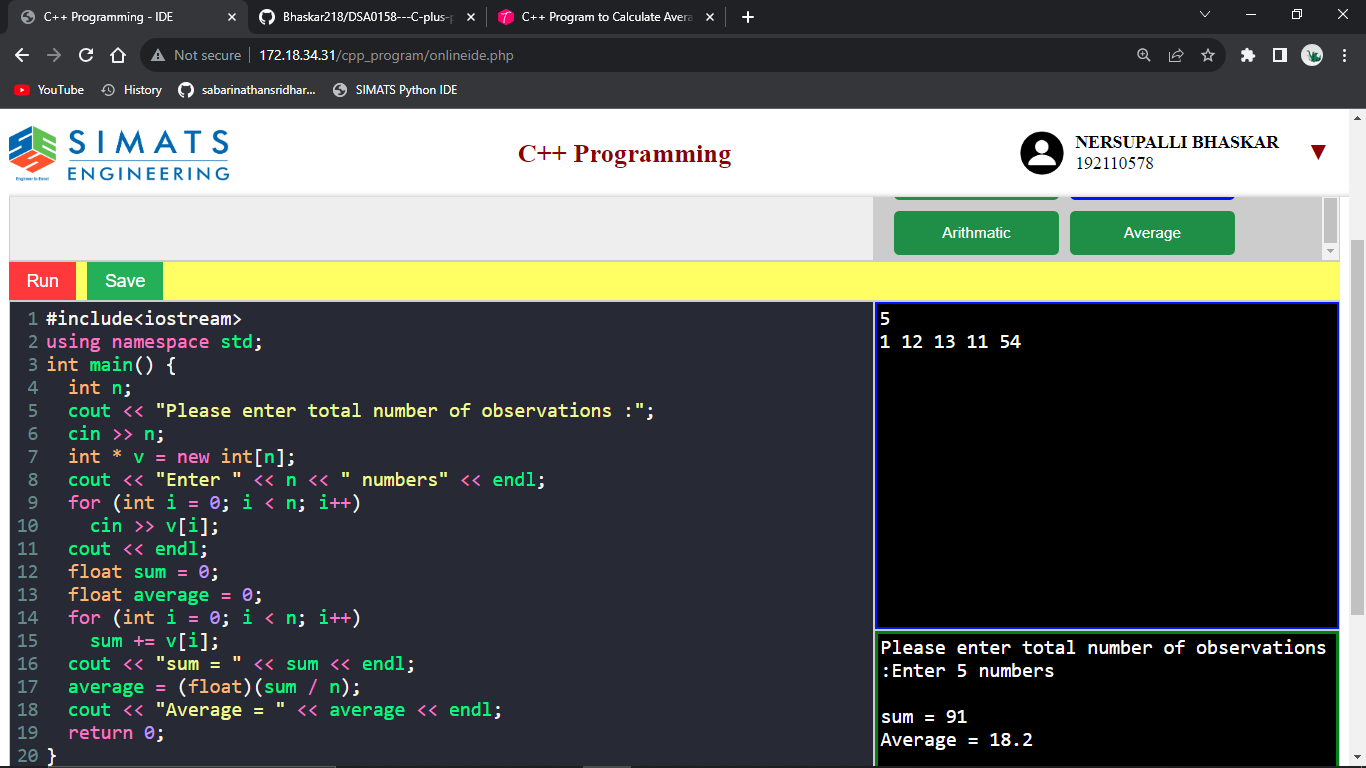 C++ Programming - IDE
Bhaskar218/DSA0158---C-plus-p
C++ Program to Calculate Avera
Not secure
172.18.34.31/cpp_program/onlineide.php
YouTube
History
sabarinathansridhar...
SIMATS Python IDE
SIMATS
ENGINEERING
C++ Programming
NERSUPALLI BHASKAR
192110578
Arithmatic
Average
Run
Save
1 #include<iostream>
2 using namespace std;
3 int main() {
4   int n;
5   cout << "Please enter total number of observations :";
6   cin >> n;
7   int * v = new int[n];
8   cout << "Enter " << n << " numbers" << endl;
9   for (int i = 0; i < n; i++)
10     cin >> v[i];
11   cout << endl;
12   float sum = 0;
13   float average = 0;
14   for (int i = 0; i < n; i++)
15     sum += v[i];
16   cout << "sum = " << sum << endl;
17   average = (float)(sum / n);
18   cout << "Average = " << average << endl;
19   return 0;
20 }
5
1 12 13 11 54
Please enter total number of observations
:Enter 5 numbers
sum = 91
Average = 18.2